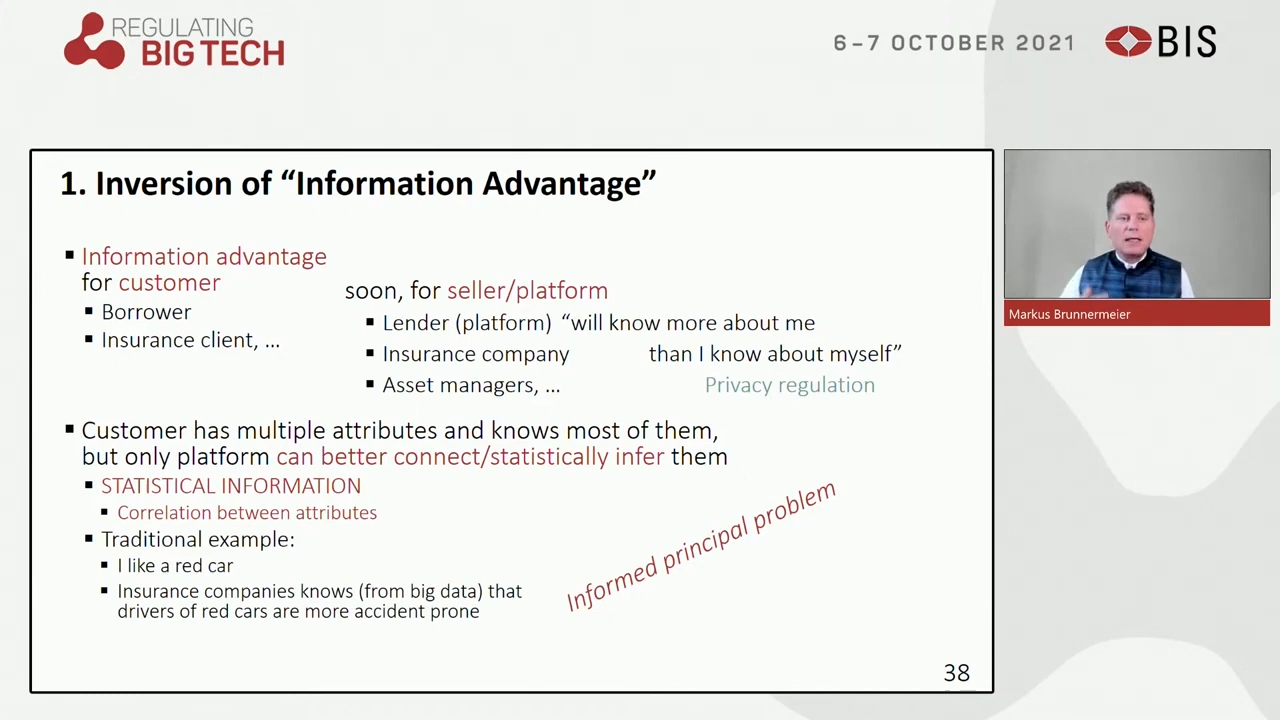 REGULATING
BIG TECH
6–7 OCTOBER 2021
BIS
1. Inversion of “Information Advantage”
▪ Information advantage
for customer
▪ Borrower
▪ Insurance client, …
soon, for seller/platform
▪ Lender (platform) “will know more about me
▪ Insurance company than I know about myself”
▪ Asset managers, … Privacy regulation
▪ Customer has multiple attributes and knows most of them,
but only platform can better connect/statistically infer them
▪ STATISTICAL INFORMATION
▪ Correlation between attributes
▪ Traditional example:
▪ I like a red car
▪ Insurance companies knows (from big data) that
drivers of red cars are more accident prone
Informed principal problem
38
Markus Brunnermeier